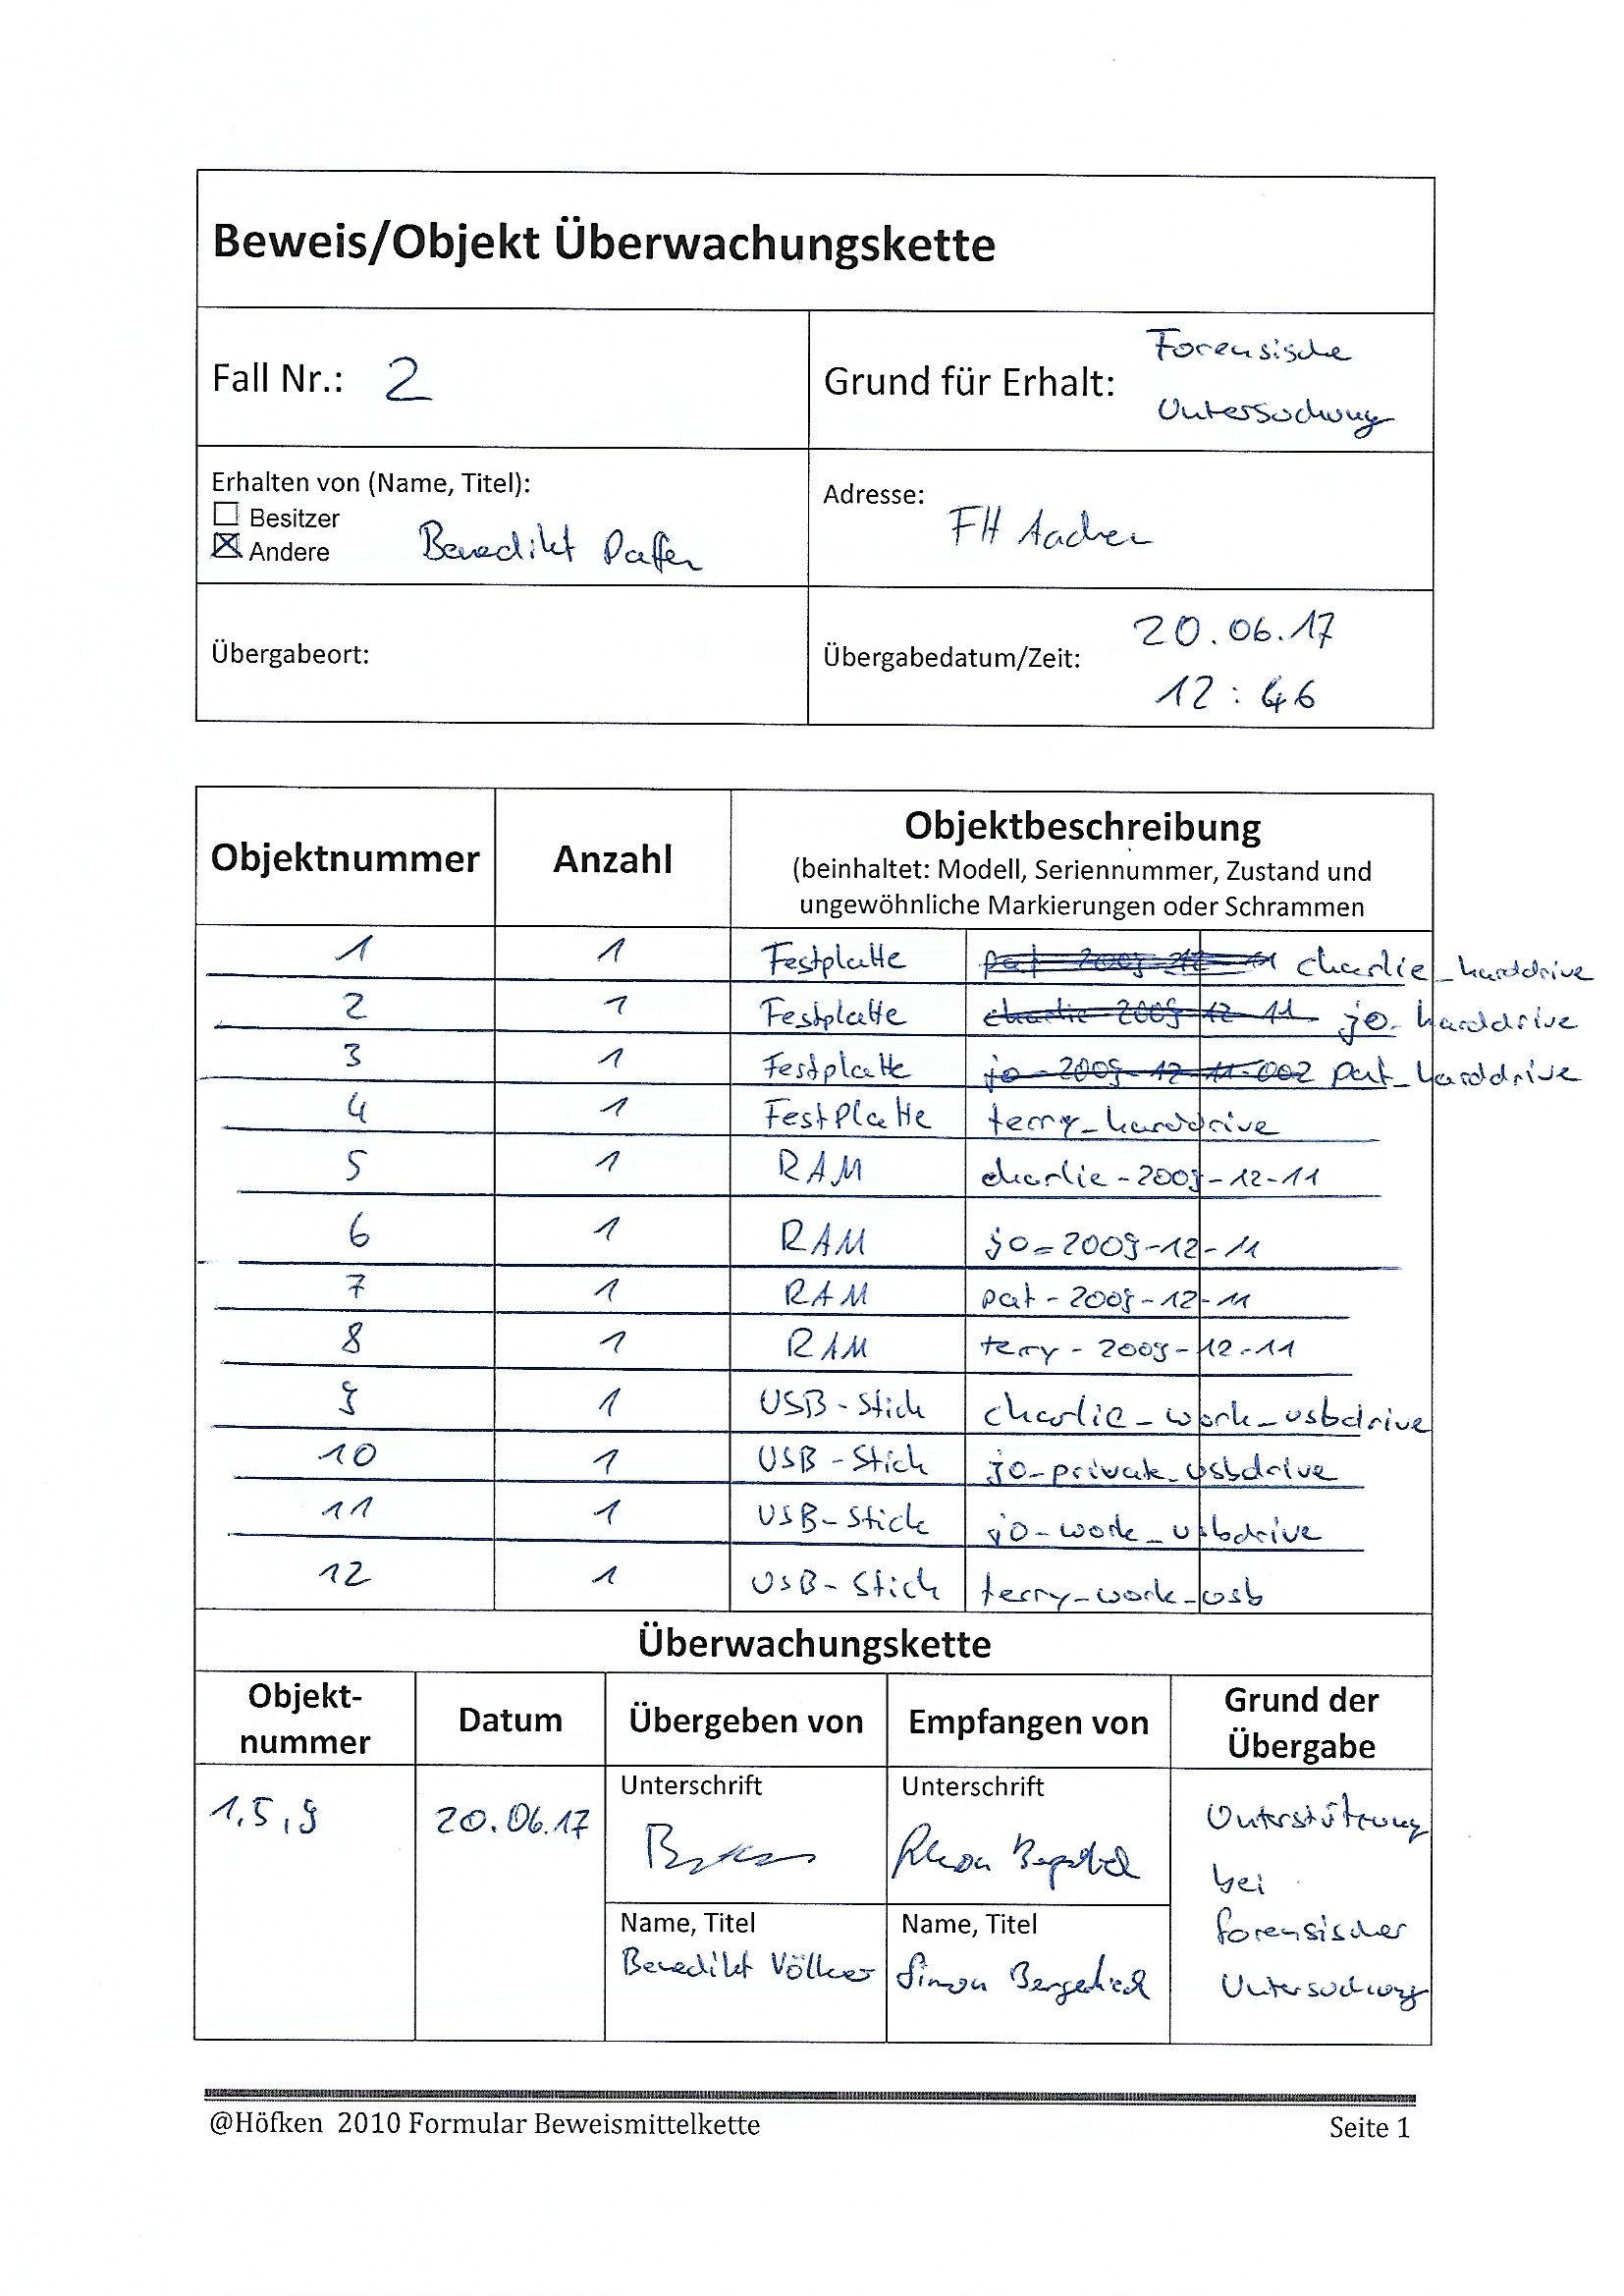 Beweis/Objekt Überwachungskette
Fall Nr.: 2
Grund für Erhalt: Forensische
Untersuchung
Erhalten von (Name, Titel):
☐ Besitzer
☒ Andere Benedikt Paffen
Adresse: FH Aachen
Übergabeort:
Übergabedatum/Zeit: 20.06.17
12:46
Objektnummer Anzahl Objektbeschreibung
(beinhaltet: Modell, Seriennummer, Zustand und
ungewöhnliche Markierungen oder Schrammen
1 1 Festplatte pat-2009-12-11 charlie_harddrive
2 1 Festplatte charlie-2009-12-11 jo-harddrive
3 1 Festplatte jo-2009-12-11-002 pat_harddrive
4 1 Festplatte terry_harddrive
5 1 RAM charlie-2009-12-11
6 1 RAM jo-2009-12-11
7 1 RAM pat-2009-12-11
8 1 RAM terry-2009-12-11
9 1 USB-Stick charlie_work_usbdrive
10 1 USB-Stick jo-private_usbdrive
11 1 USB-Stick jo-work_usbdrive
12 1 USB-Stick terry_work_usb
Überwachungskette
Objekt-
nummer
Datum
Übergeben von
Empfangen von
Grund der
Übergabe
1,5,9
20.06.17
Unterschrift
Unterschrift
Name, Titel
Benedikt Völker
Name, Titel
Simon
Unterstützung
bei
forensischer
Untersuchung
@Höfken 2010 Formular Beweismittelkette
Seite 1